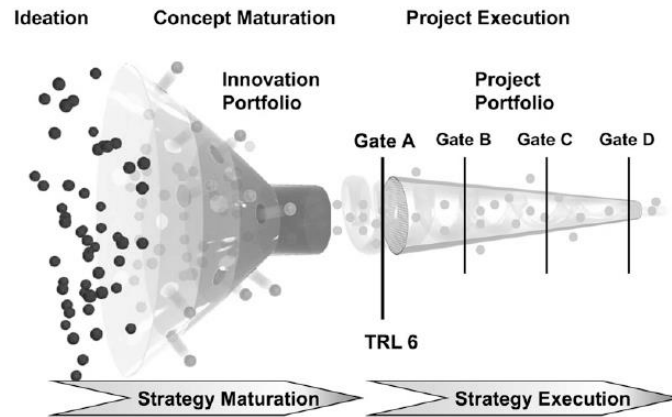 Ideation
Concept Maturation
Project Execution
Innovation
Portfolio
Project
Portfolio
Gate A
Gate B
Gate C
Gate D
TRL 6
Strategy Maturation
Strategy Execution